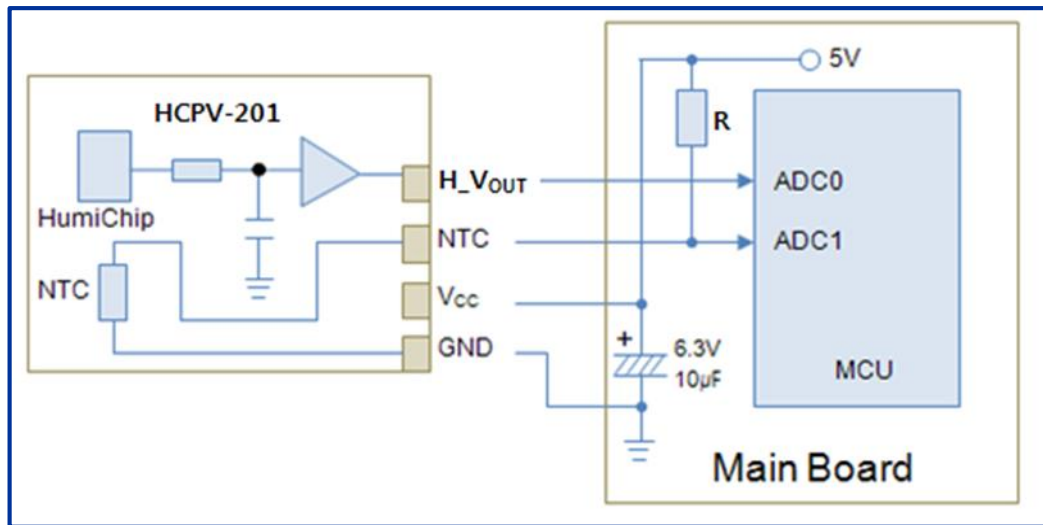 HCPV-201
HumiChip
NTC
H_VOUT
NTC
VCC
GND
5V
R
ADC0
ADC1
+
6.3V
10µF
MCU
Main Board